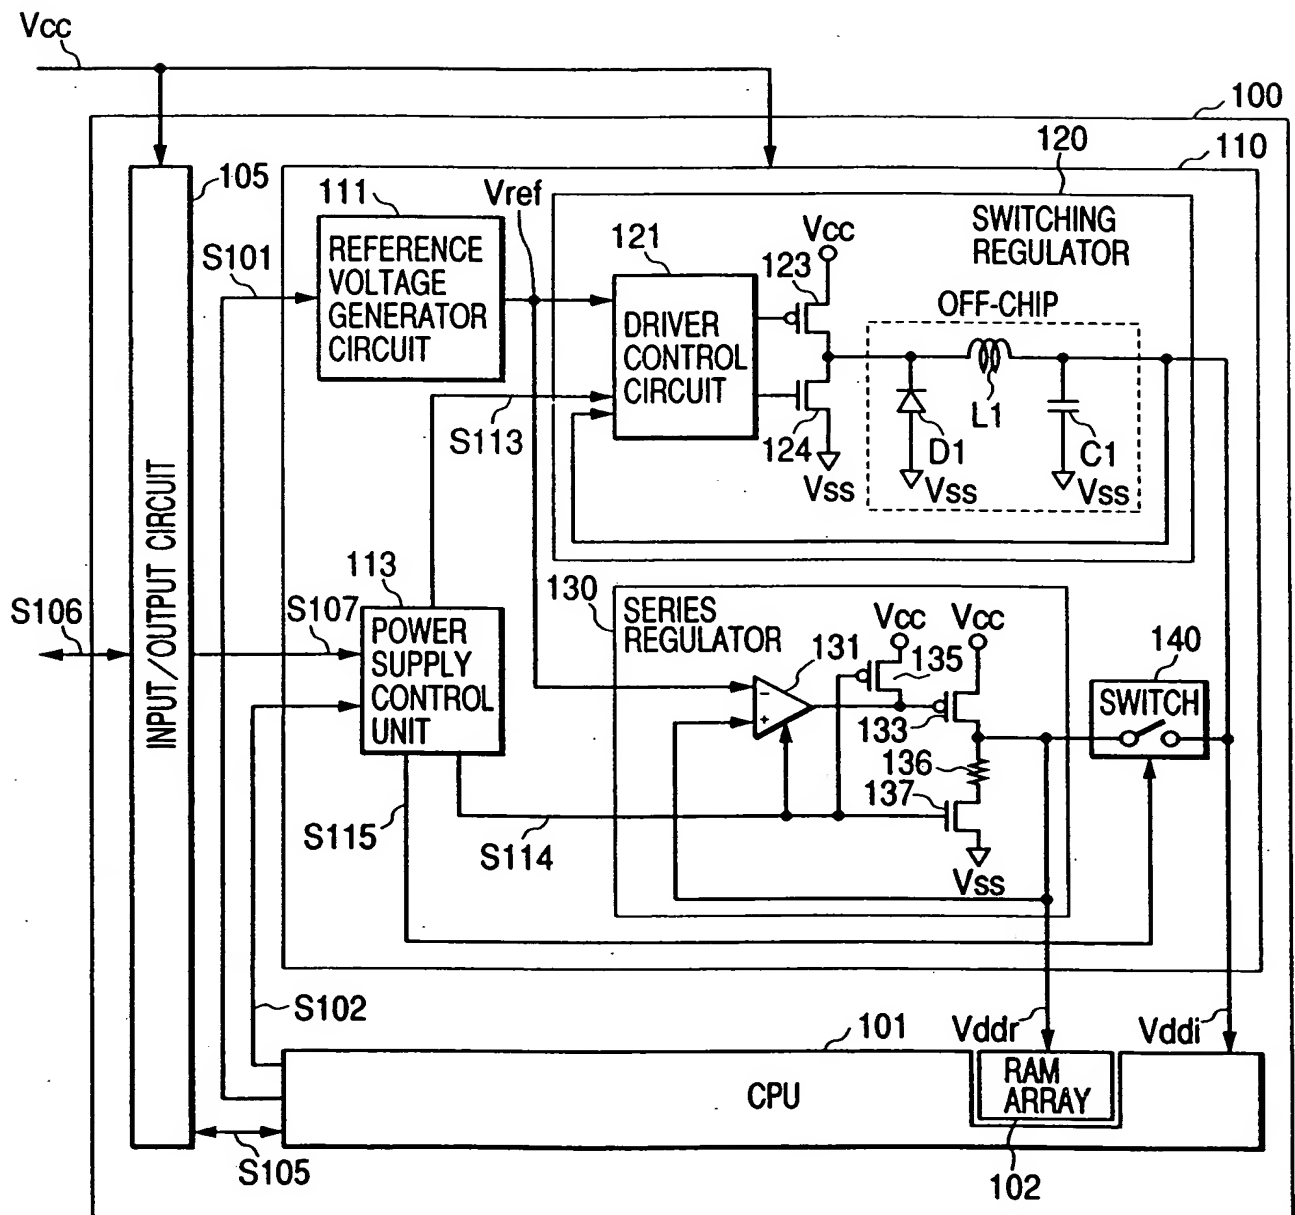 Vcc
100
110
120
105
111
Vref
SWITCHING
REGULATOR
S101
REFERENCE
VOLTAGE
GENERATOR
CIRCUIT
121
Vcc
123
OFF-CHIP
DRIVER
CONTROL
CIRCUIT
S113
124
Vss
D1
Vss
L1
C1
Vss
INPUT/OUTPUT CIRCUIT
S106
113
S107
POWER
SUPPLY
CONTROL
UNIT
130
SERIES
REGULATOR
Vcc
Vcc
131
135
-
+
133
136
137
140
SWITCH
S115
S114
Vss
S102
101
Vddr
Vddi
CPU
RAM
ARRAY
S105
102